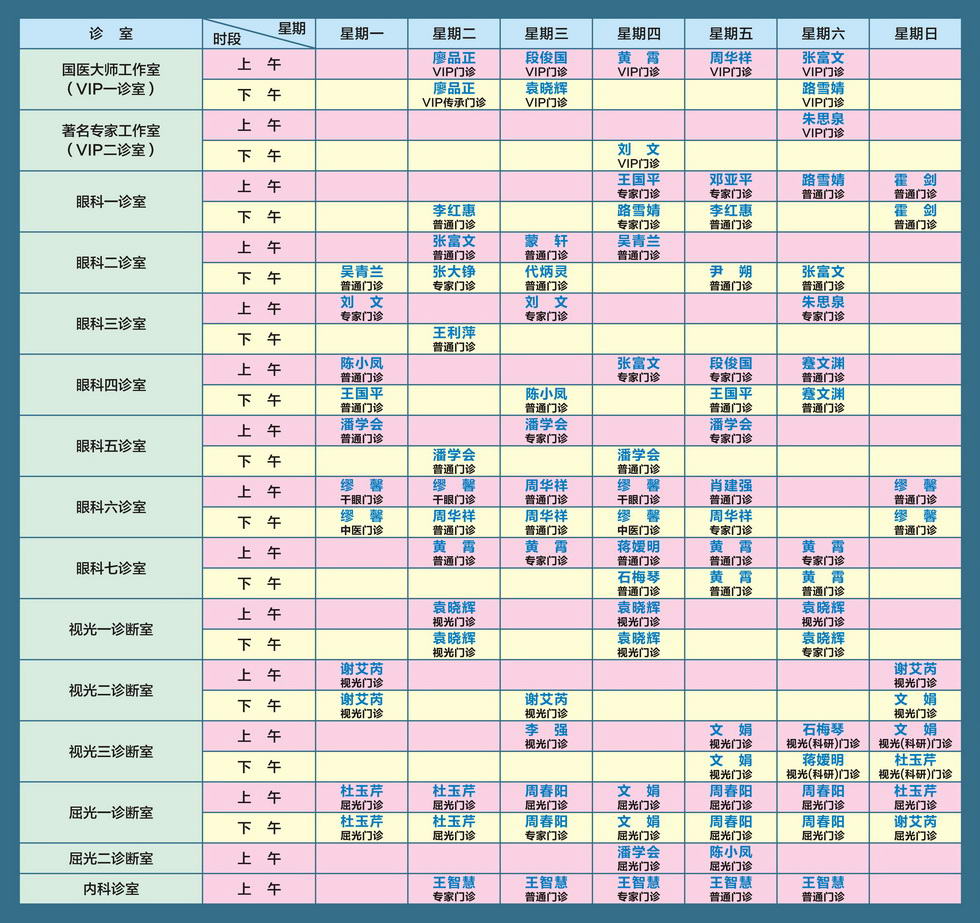 诊 室 星期 时段 星期一 星期二 星期三 星期四 星期五 星期六 星期日
国医大师工作室
（VIP一诊室）
上 午 廖品正 段俊国 黄 霄 周华祥 张富文
VIP门诊 VIP门诊 VIP门诊 VIP门诊 VIP门诊
下 午 廖品正 袁晓辉 路雪婧
VIP传承门诊 VIP门诊 VIP门诊
著名专家工作室
（VIP二诊室）
上 午 朱思泉
VIP门诊
下 午 刘 文
VIP门诊
眼科一诊室
上 午 王国平 邓亚平 路雪婧 霍 剑
专家门诊 专家门诊 普通门诊 普通门诊
下 午 李红惠 路雪婧 李红惠 霍 剑
普通门诊 专家门诊 普通门诊 普通门诊
眼科二诊室
上 午 张富文 蒙 轩 吴青兰
普通门诊 普通门诊 普通门诊
下 午 吴青兰 张大铮 代炳灵 尹 朔 张富文
普通门诊 专家门诊 普通门诊 普通门诊 普通门诊
眼科三诊室
上 午 刘 文 刘 文 朱思泉
专家门诊 专家门诊 专家门诊
下 午 王利萍
普通门诊
眼科四诊室
上 午 陈小凤 张富文 段俊国 蹇文渊
普通门诊 专家门诊 专家门诊 普通门诊
下 午 王国平 陈小凤 王国平 蹇文渊
普通门诊 普通门诊 普通门诊 普通门诊
眼科五诊室
上 午 潘学会 潘学会 潘学会
普通门诊 专家门诊 专家门诊
下 午 潘学会 潘学会
普通门诊 普通门诊
眼科六诊室
上 午 缪 馨 缪 馨 周华祥 缪 馨 肖建强 缪 馨
干眼门诊 干眼门诊 普通门诊 干眼门诊 普通门诊 普通门诊
下 午 缪 馨 周华祥 周华祥 缪 馨 周华祥 缪 馨
中医门诊 普通门诊 普通门诊 中医门诊 专家门诊 普通门诊
眼科七诊室
上 午 黄 霄 黄 霄 蒋嫒明 黄 霄 黄 霄
普通门诊 专家门诊 普通门诊 普通门诊 专家门诊
下 午 石梅琴 黄 霄 黄 霄
普通门诊 普通门诊 普通门诊
视光一诊断室
上 午 袁晓辉 袁晓辉 袁晓辉
视光门诊 视光门诊 视光门诊
下 午 袁晓辉 袁晓辉 袁晓辉
视光门诊 视光门诊 专家门诊
视光二诊断室
上 午 谢艾芮 谢艾芮
视光门诊 视光门诊
下 午 谢艾芮 谢艾芮 文 娟
视光门诊 视光门诊 视光门诊
视光三诊断室
上 午 李 强 文 娟 石梅琴 文 娟
视光门诊 视光门诊 视光(科研)门诊 视光(科研)门诊
下 午 文 娟 蒋嫒明 杜玉芹
视光门诊 视光(科研)门诊 视光(科研)门诊
屈光一诊断室
上 午 杜玉芹 杜玉芹 周春阳 文 娟 周春阳 周春阳 杜玉芹
屈光门诊 屈光门诊 屈光门诊 屈光门诊 屈光门诊 屈光门诊 屈光门诊
下 午 杜玉芹 杜玉芹 周春阳 文 娟 周春阳 周春阳 谢艾芮
屈光门诊 屈光门诊 专家门诊 屈光门诊 屈光门诊 屈光门诊 屈光门诊
屈光二诊断室
上 午 潘学会 陈小凤
屈光门诊 屈光门诊
内科诊室
上 午 王智慧 王智慧 王智慧 王智慧 王智慧
专家门诊 普通门诊 专家门诊 普通门诊 普通门诊